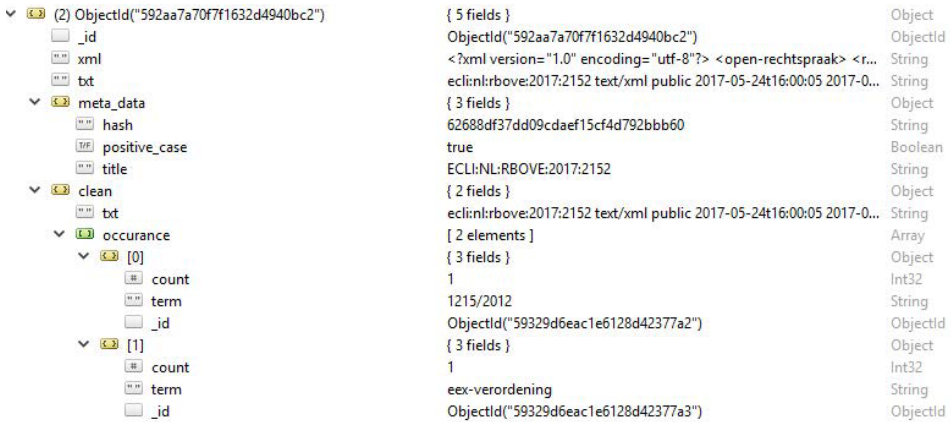 (2) ObjectId("592aa7a70f7f1632d4940bc2") { 5 fields } Object
_id ObjectId("592aa7a70f7f1632d4940bc2") ObjectId
"" xml <?xml version="1.0" encoding="utf-8"?> <open-rechtspraak> <r... String
"" txt ecli:nl:rbove:2017:2152 text/xml public 2017-05-24t16:00:05 2017-0... String
meta_data { 3 fields } Object
"" hash 62688df37dd09cdaef15cf4d792bbb60 String
T/F positive_case true Boolean
"" title ECLI:NL:RBOVE:2017:2152 String
clean { 2 fields } Object
"" txt ecli:nl:rbove:2017:2152 text/xml public 2017-05-24t16:00:05 2017-0... String
occurance [ 2 elements ] Array
[0] { 3 fields } Object
# count 1 Int32
"" term 1215/2012 String
_id ObjectId("59329d6eac1e6128d42377a2") ObjectId
[1] { 3 fields } Object
# count 1 Int32
"" term eex-verordening String
_id ObjectId("59329d6eac1e6128d42377a3") ObjectId